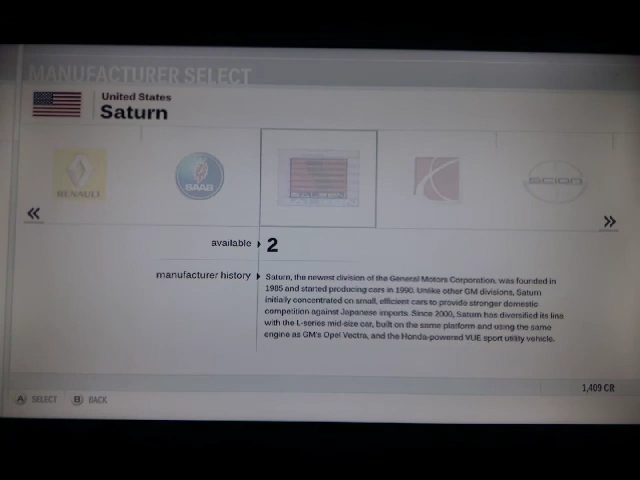 MANUFACTURER SELECT
United States
Saturn
RENAULT
SAAB
SCION
«
»
available 2
manufacturer history
Saturn, the newest division of the General Motors Corporation, was founded in
1985 and started producing cars in 1990. Unlike other GM divisions, Saturn
initially concentrated on small, efficient cars to provide stronger domestic
competition against Japanese imports. Since 2000, Saturn has diversified its line
with the L-series mid-size car, built on the same platform and using the same
engine as GM's Opel Vectra, and the Honda-powered VUE sport utility vehicle.
1,409 CR
A SELECT B BACK